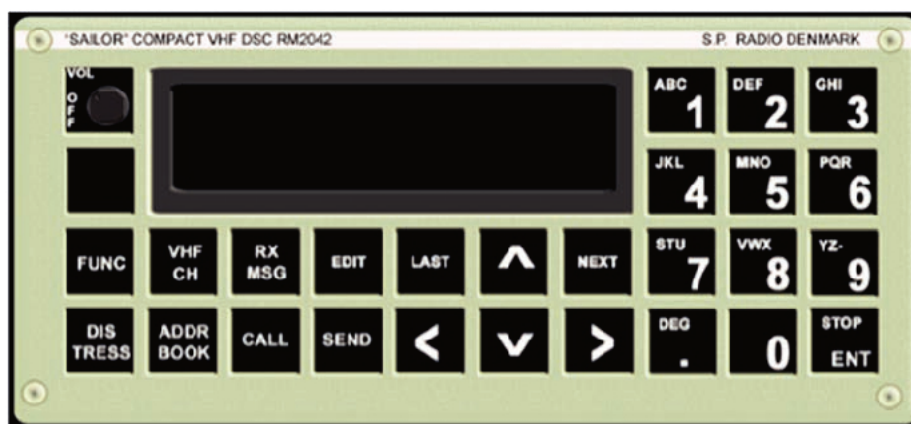 "SAILOR" COMPACT VHF DSC RM2042 S.P. RADIO DENMARK
VOL
OFF
ABC 1 DEF 2 GHI 3
JKL 4 MNO 5 PQR 6
FUNC VHF CH RX MSG EDIT LAST ^ NEXT STU 7 VWX 8 YZ- 9
DIS TRESS ADDR BOOK CALL SEND < v > DEG . 0 STOP ENT